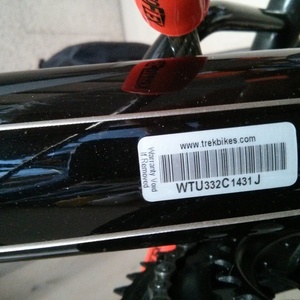 www.trekbikes.com
Warranty Void
If Removed
WTU332C1431J